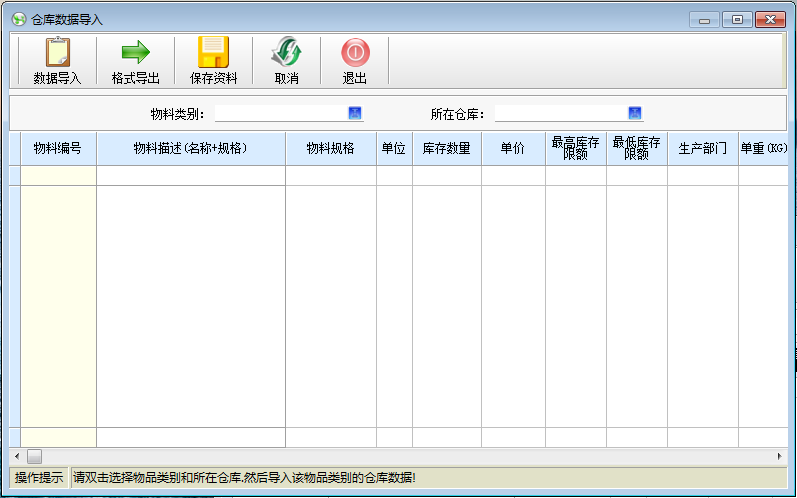 仓库数据导入
数据导入 格式导出 保存资料 取消 退出
物料类别： 所在仓库：
物料编号 物料描述(名称+规格) 物料规格 单位 库存数量 单价 最高库存限额 最低库存限额 生产部门 单重(KG)
操作提示 请双击选择物品类别和所在仓库,然后导入该物品类别的仓库数据!